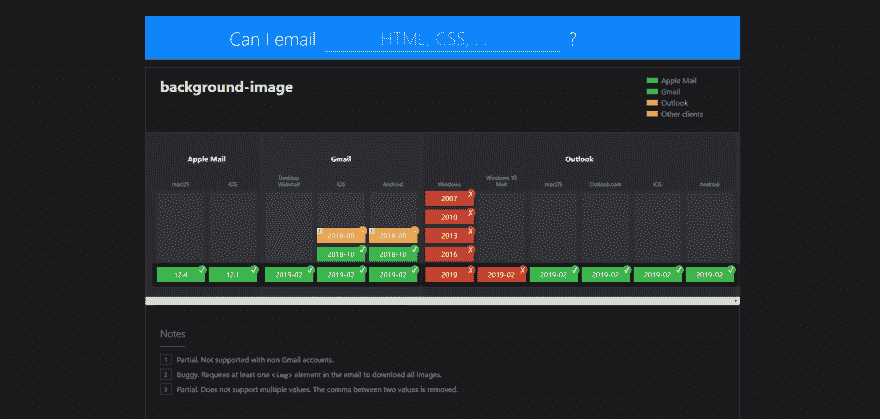 Can I email HTML, CSS, … ?
background-image
Apple Mail
Gmail
Outlook
Other clients
Apple Mail Gmail Outlook
macOS iOS Desktop Webmail iOS Android Windows Windows 10 Mail macOS Outlook.com iOS Android
2007
2010
2018-09 2018-09 2013
2018-10 2018-10 2016
12.4 12.1 2019-02 2019-02 2019-02 2019 2019-02 2019-02 2019-02 2019-02 2019-02
Notes
1 Partial. Not supported with non Gmail accounts.
2 Buggy. Requires at least one <img> element in the email to download all images.
3 Partial. Does not support multiple values. The comma between two values is removed.